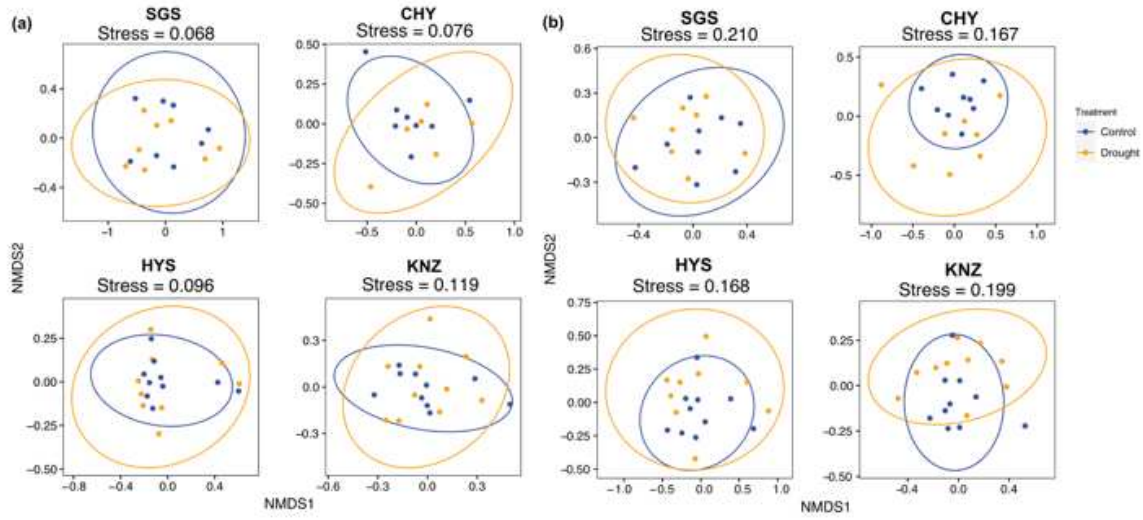 (a)
SGS
Stress = 0.068
0.4
0.0
−0.4
−1
0
1
CHY
Stress = 0.076
0.50
0.25
0.00
−0.25
−0.50
−0.5
0.0
0.5
1.0
HYS
Stress = 0.096
0.25
0.00
−0.25
−0.50
−0.8
−0.4
0.0
0.4
KNZ
Stress = 0.119
0.3
0.0
−0.3
−0.6
−0.3
0.0
0.3
NMDS2
NMDS1
(b)
SGS
Stress = 0.210
0.6
0.3
0.0
−0.3
−0.4
0.0
0.4
CHY
Stress = 0.167
0.5
0.0
−0.5
−1.0
−0.5
0.0
0.5
1.0
HYS
Stress = 0.168
0.75
0.50
0.25
0.00
−0.25
−0.50
−1.0
−0.5
0.0
0.5
1.0
KNZ
Stress = 0.199
0.25
0.00
−0.25
−0.50
−0.4
0.0
0.4
NMDS2
NMDS1
Treatment
Control
Drought